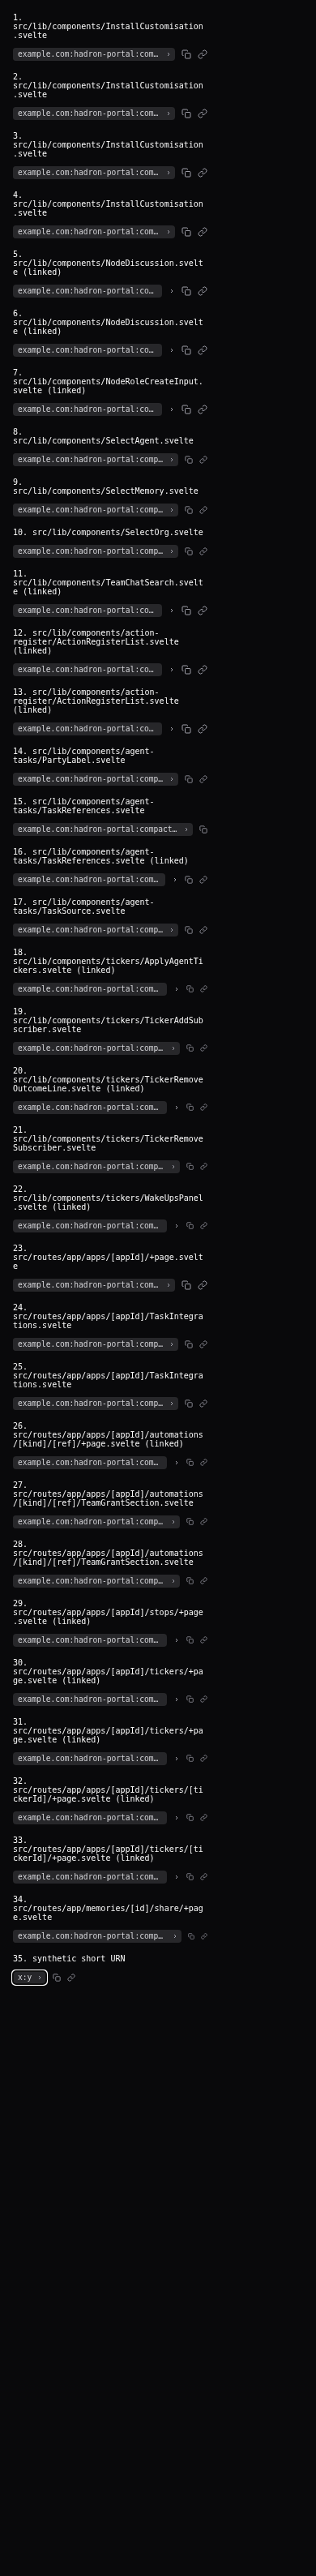 1.
src/lib/components/InstallCustomisation
.svelte
example.com:hadron-portal:com… ›
2.
src/lib/components/InstallCustomisation
.svelte
example.com:hadron-portal:com… ›
3.
src/lib/components/InstallCustomisation
.svelte
example.com:hadron-portal:com… ›
4.
src/lib/components/InstallCustomisation
.svelte
example.com:hadron-portal:com… ›
5.
src/lib/components/NodeDiscussion.svelt
e (linked)
example.com:hadron-portal:co… ›
6.
src/lib/components/NodeDiscussion.svelt
e (linked)
example.com:hadron-portal:co… ›
7.
src/lib/components/NodeRoleCreateInput.
svelte (linked)
example.com:hadron-portal:co… ›
8.
src/lib/components/SelectAgent.svelte
example.com:hadron-portal:comp… ›
9.
src/lib/components/SelectMemory.svelte
example.com:hadron-portal:comp… ›
10. src/lib/components/SelectOrg.svelte
example.com:hadron-portal:comp… ›
11.
src/lib/components/TeamChatSearch.svelt
e (linked)
example.com:hadron-portal:co… ›
12. src/lib/components/action-
register/ActionRegisterList.svelte
(linked)
example.com:hadron-portal:co… ›
13. src/lib/components/action-
register/ActionRegisterList.svelte
(linked)
example.com:hadron-portal:co… ›
14. src/lib/components/agent-
tasks/PartyLabel.svelte
example.com:hadron-portal:comp… ›
15. src/lib/components/agent-
tasks/TaskReferences.svelte
example.com:hadron-portal:compact… ›
16. src/lib/components/agent-
tasks/TaskReferences.svelte (linked)
example.com:hadron-portal:com… ›
17. src/lib/components/agent-
tasks/TaskSource.svelte
example.com:hadron-portal:comp… ›
18.
src/lib/components/tickers/ApplyAgentTi
ckers.svelte (linked)
example.com:hadron-portal:com… ›
19.
src/lib/components/tickers/TickerAddSub
scriber.svelte
example.com:hadron-portal:comp… ›
20.
src/lib/components/tickers/TickerRemove
OutcomeLine.svelte (linked)
example.com:hadron-portal:com… ›
21.
src/lib/components/tickers/TickerRemove
Subscriber.svelte
example.com:hadron-portal:comp… ›
22.
src/lib/components/tickers/WakeUpsPanel
.svelte (linked)
example.com:hadron-portal:com… ›
23.
src/routes/app/apps/[appId]/+page.svelt
e
example.com:hadron-portal:com… ›
24.
src/routes/app/apps/[appId]/TaskIntegra
tions.svelte
example.com:hadron-portal:comp… ›
25.
src/routes/app/apps/[appId]/TaskIntegra
tions.svelte
example.com:hadron-portal:comp… ›
26.
src/routes/app/apps/[appId]/automations
/[kind]/[ref]/+page.svelte (linked)
example.com:hadron-portal:com… ›
27.
src/routes/app/apps/[appId]/automations
/[kind]/[ref]/TeamGrantSection.svelte
example.com:hadron-portal:comp… ›
28.
src/routes/app/apps/[appId]/automations
/[kind]/[ref]/TeamGrantSection.svelte
example.com:hadron-portal:comp… ›
29.
src/routes/app/apps/[appId]/stops/+page
.svelte (linked)
example.com:hadron-portal:com… ›
30.
src/routes/app/apps/[appId]/tickers/+pa
ge.svelte (linked)
example.com:hadron-portal:com… ›
31.
src/routes/app/apps/[appId]/tickers/+pa
ge.svelte (linked)
example.com:hadron-portal:com… ›
32.
src/routes/app/apps/[appId]/tickers/[ti
ckerId]/+page.svelte (linked)
example.com:hadron-portal:com… ›
33.
src/routes/app/apps/[appId]/tickers/[ti
ckerId]/+page.svelte (linked)
example.com:hadron-portal:com… ›
34.
src/routes/app/memories/[id]/share/+pag
e.svelte
example.com:hadron-portal:comp… ›
35. synthetic short URN
x:y ›